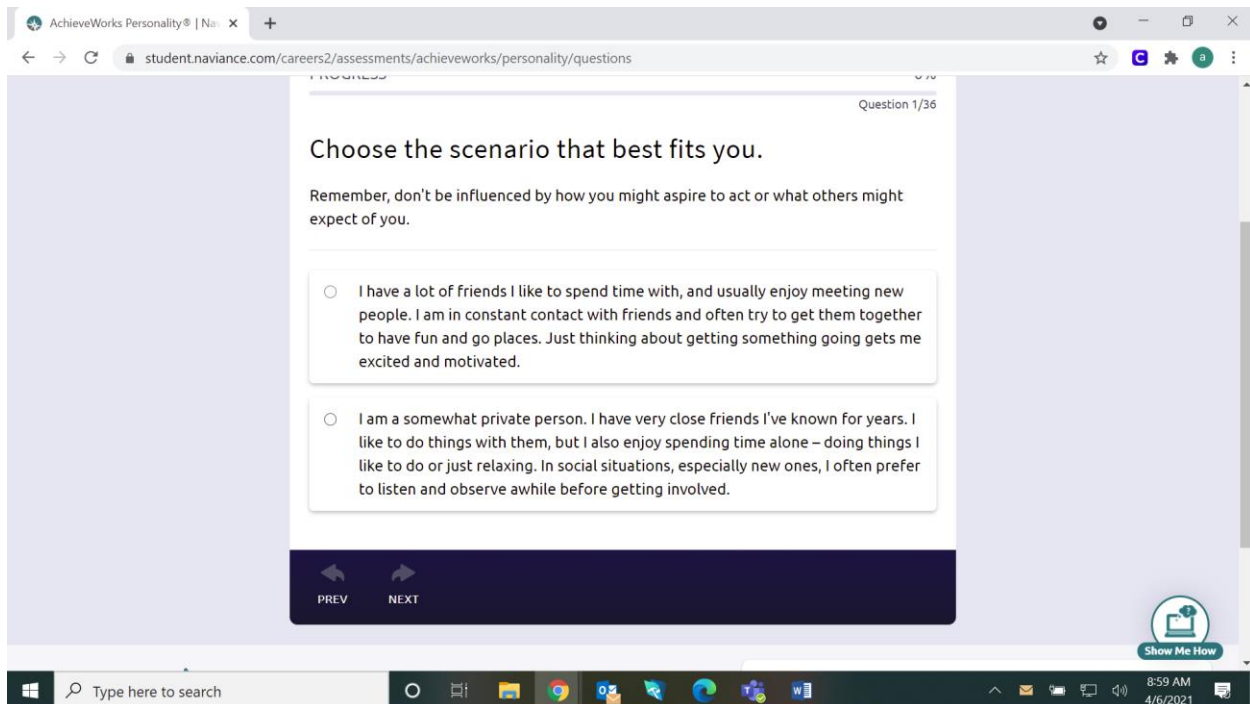 AchieveWorks Personality® | Na
student.naviance.com/careers2/assessments/achieveworks/personality/questions
a
PROGRESS 0%
Question 1/36
Choose the scenario that best fits you.
Remember, don't be influenced by how you might aspire to act or what others might
expect of you.
I have a lot of friends I like to spend time with, and usually enjoy meeting new
people. I am in constant contact with friends and often try to get them together
to have fun and go places. Just thinking about getting something going gets me
excited and motivated.
I am a somewhat private person. I have very close friends I've known for years. I
like to do things with them, but I also enjoy spending time alone – doing things I
like to do or just relaxing. In social situations, especially new ones, I often prefer
to listen and observe awhile before getting involved.
PREV NEXT
Show Me How
Type here to search
8:59 AM
4/6/2021